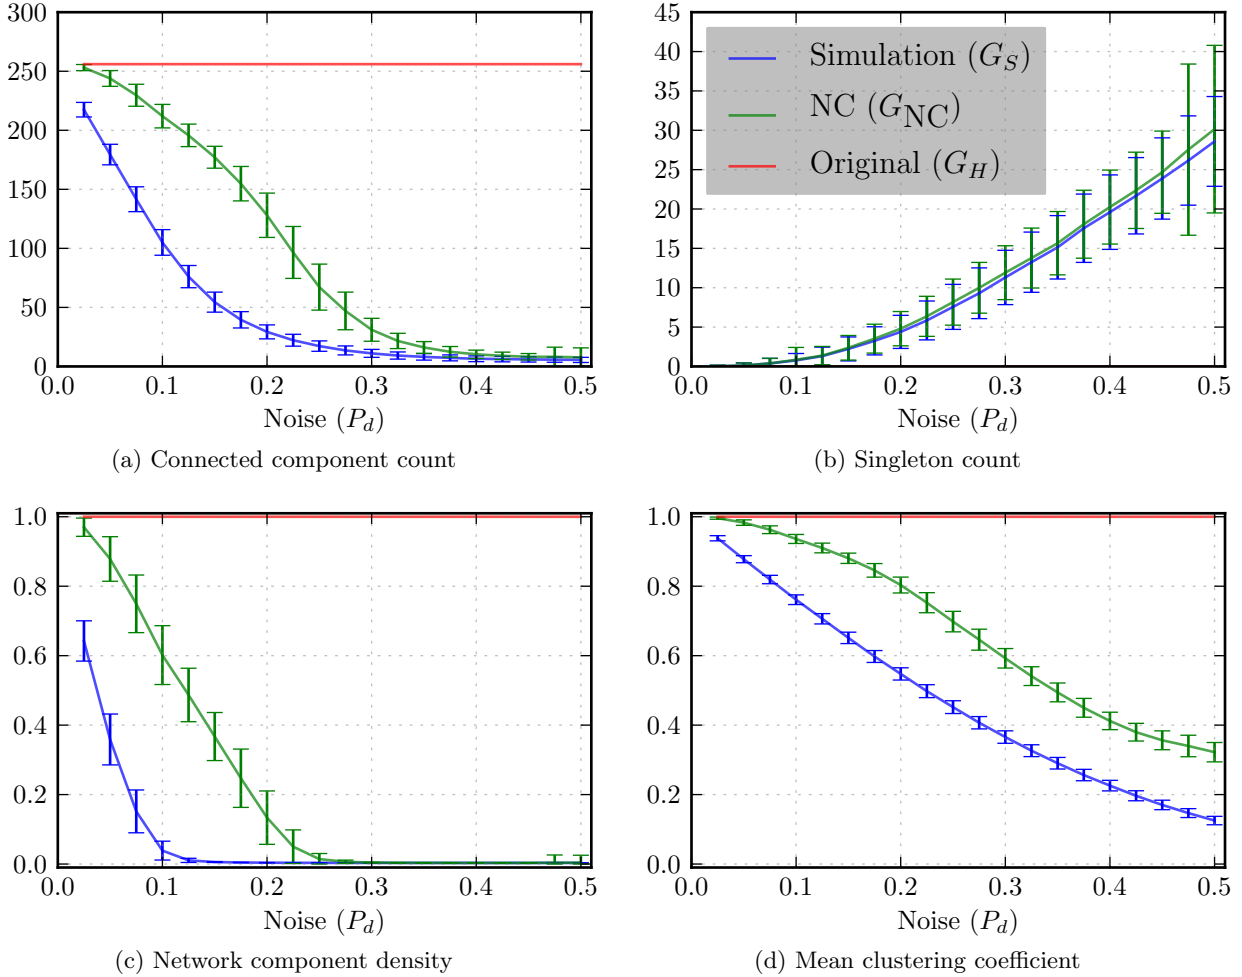 300
250
200
150
100
50
0
0.0 0.1 0.2 0.3 0.4 0.5
Noise (P_d)
(a) Connected component count
45
40
35
30
25
20
15
10
5
0
Simulation (G_S)
NC (G_NC)
Original (G_H)
0.0 0.1 0.2 0.3 0.4 0.5
Noise (P_d)
(b) Singleton count
1.0
0.8
0.6
0.4
0.2
0.0
0.0 0.1 0.2 0.3 0.4 0.5
Noise (P_d)
(c) Network component density
1.0
0.8
0.6
0.4
0.2
0.0
0.0 0.1 0.2 0.3 0.4 0.5
Noise (P_d)
(d) Mean clustering coefficient